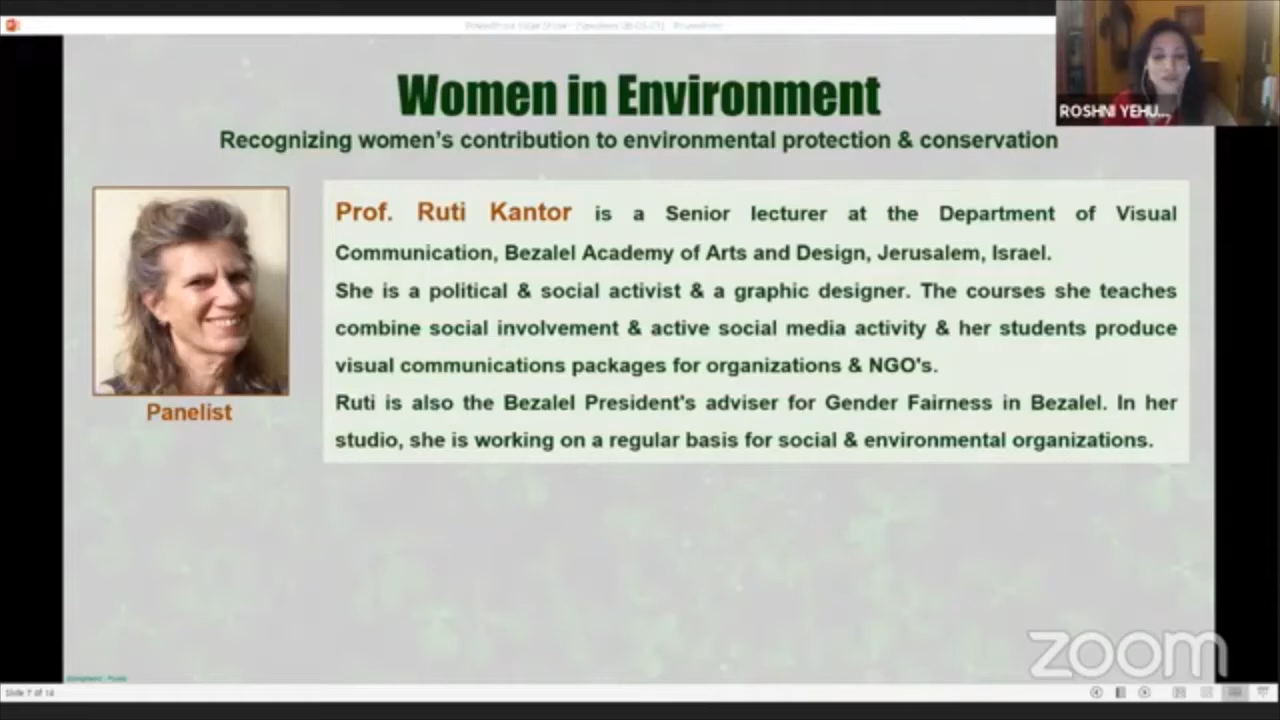 ROSHNI YEHU...
Women in Environment
Recognizing women's contribution to environmental protection & conservation
Prof. Ruti Kantor is a Senior lecturer at the Department of Visual
Communication, Bezalel Academy of Arts and Design, Jerusalem, Israel.
She is a political & social activist & a graphic designer. The courses she teaches
combine social involvement & active social media activity & her students produce
visual communications packages for organizations & NGO's.
Ruti is also the Bezalel President's adviser for Gender Fairness in Bezalel. In her
studio, she is working on a regular basis for social & environmental organizations.
Panelist
zoom
Slide 7 of 16